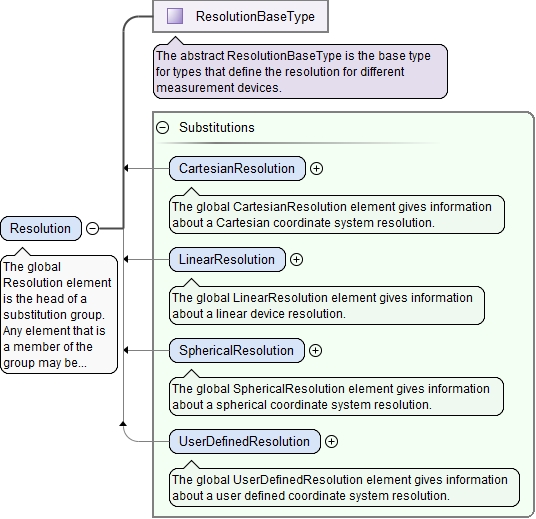 ResolutionBaseType
The abstract ResolutionBaseType is the base type
for types that define the resolution for different
measurement devices.
Substitutions
CartesianResolution
The global CartesianResolution element gives information
about a Cartesian coordinate system resolution.
Resolution
The global
Resolution element
is the head of a
substitution group.
Any element that is
a member of the
group may be...
LinearResolution
The global LinearResolution element gives information
about a linear device resolution.
SphericalResolution
The global SphericalResolution element gives information
about a spherical coordinate system resolution.
UserDefinedResolution
The global UserDefinedResolution element gives information
about a user defined coordinate system resolution.